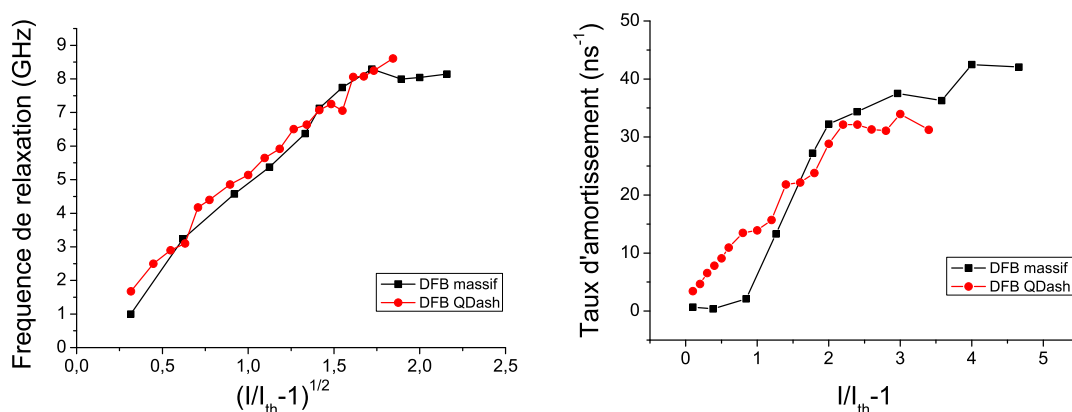 Frequence de relaxation (GHz)
9
8
7
6
5
4
3
2
1
0
0,0 0,5 1,0 1,5 2,0 2,5
(I/I_th-1)^1/2
DFB massif
DFB QDash
Taux d'amortissement (ns^-1)
50
40
30
20
10
0
0 1 2 3 4 5
I/I_th-1
DFB massif
DFB QDash